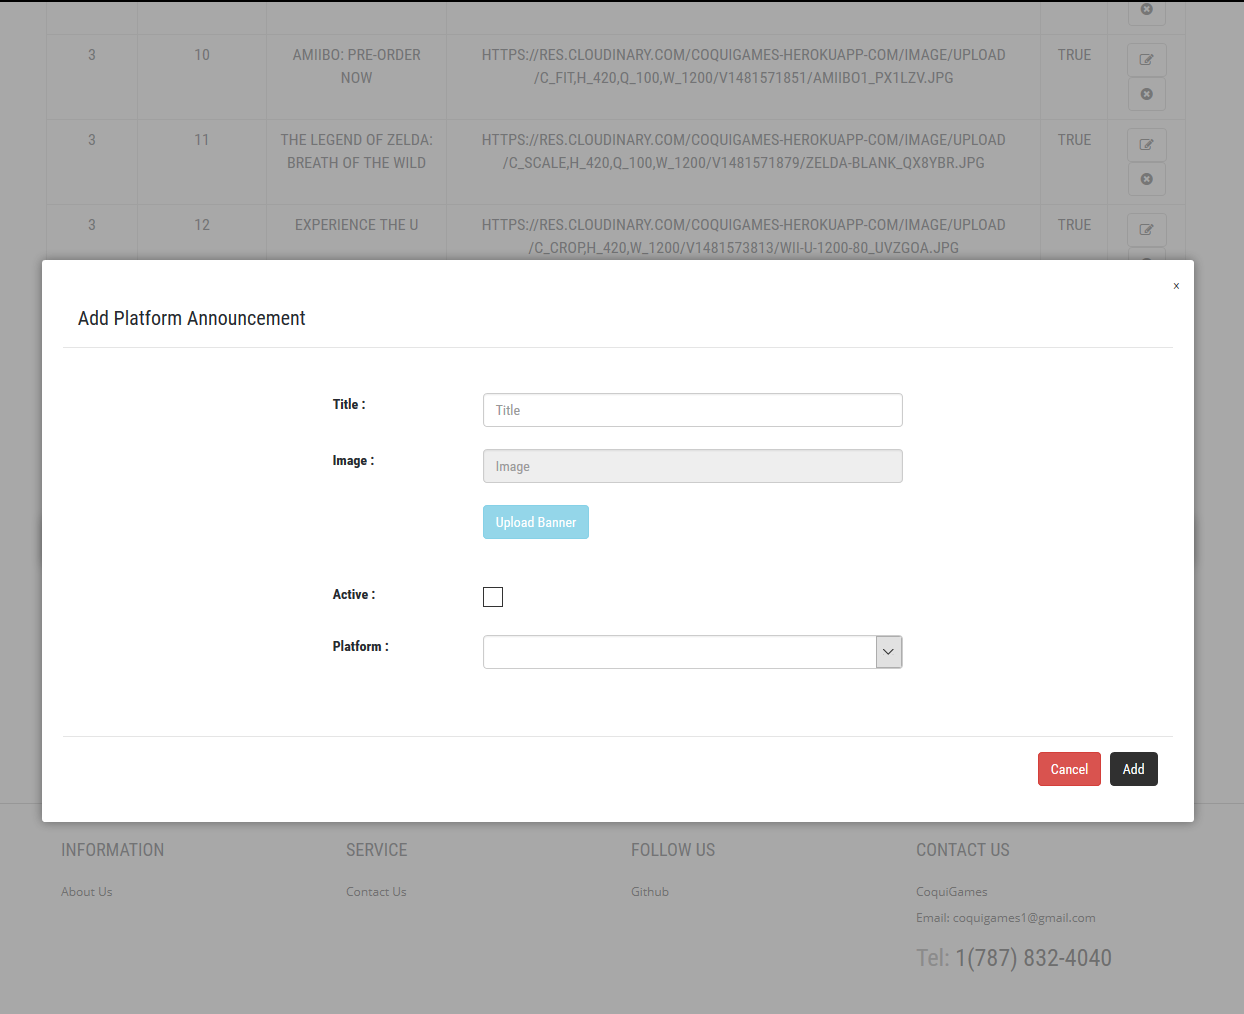 3 10 AMIIBO: PRE-ORDER NOW HTTPS://RES.CLOUDINARY.COM/COQUIGAMES-HEROKUAPP-COM/IMAGE/UPLOAD TRUE
/C_FIT,H_420,Q_100,W_1200/V1481571851/AMIIBO1_PX1LZV.JPG
3 11 THE LEGEND OF ZELDA: HTTPS://RES.CLOUDINARY.COM/COQUIGAMES-HEROKUAPP-COM/IMAGE/UPLOAD TRUE
BREATH OF THE WILD /C_SCALE,H_420,Q_100,W_1200/V1481571879/ZELDA-BLANK_QX8YBR.JPG
3 12 EXPERIENCE THE U HTTPS://RES.CLOUDINARY.COM/COQUIGAMES-HEROKUAPP-COM/IMAGE/UPLOAD TRUE
/C_CROP,H_420,W_1200/V1481573813/WII-U-1200-80_UVZGOA.JPG
x
Add Platform Announcement
Title : Title
Image : Image
Upload Banner
Active :
Platform :
Cancel Add
INFORMATION SERVICE FOLLOW US CONTACT US
About Us Contact Us Github CoquiGames
Email: coquigames1@gmail.com
Tel: 1(787) 832-4040